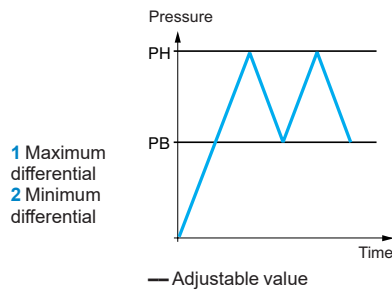 Pressure
PH
PB
1 Maximum
differential
2 Minimum
differential
Time
Adjustable value